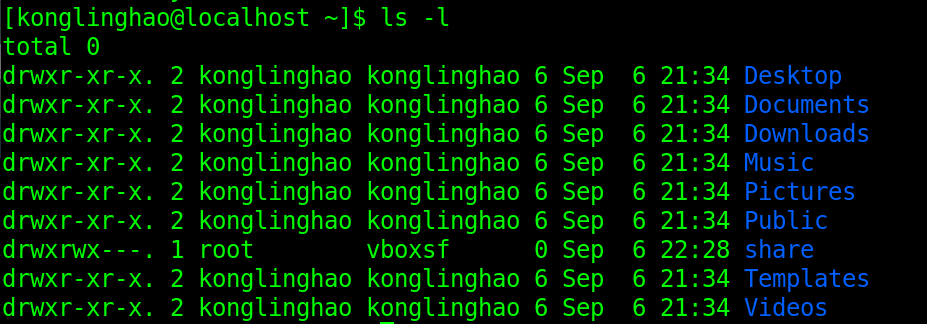 [konglinghao@localhost ~]$ ls -l
total 0
drwxr-xr-x. 2 konglinghao konglinghao 6 Sep  6 21:34 Desktop
drwxr-xr-x. 2 konglinghao konglinghao 6 Sep  6 21:34 Documents
drwxr-xr-x. 2 konglinghao konglinghao 6 Sep  6 21:34 Downloads
drwxr-xr-x. 2 konglinghao konglinghao 6 Sep  6 21:34 Music
drwxr-xr-x. 2 konglinghao konglinghao 6 Sep  6 21:34 Pictures
drwxr-xr-x. 2 konglinghao konglinghao 6 Sep  6 21:34 Public
drwxrwx---. 1 root        vboxsf      0 Sep  6 22:28 share
drwxr-xr-x. 2 konglinghao konglinghao 6 Sep  6 21:34 Templates
drwxr-xr-x. 2 konglinghao konglinghao 6 Sep  6 21:34 Videos